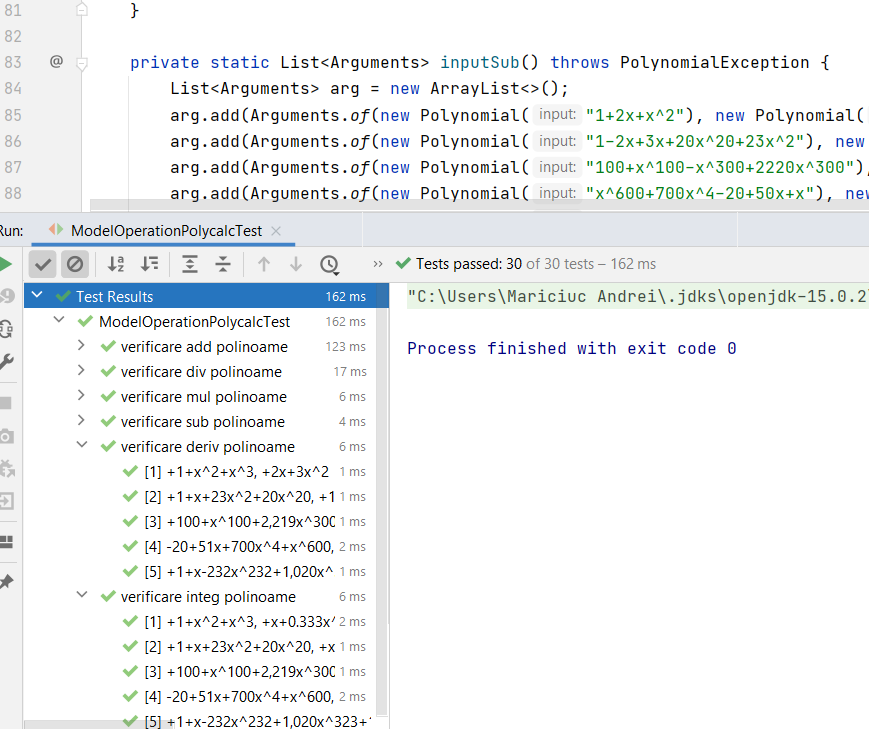 81 }
82
83 @ private static List<Arguments> inputSub() throws PolynomialException {
84 List<Arguments> arg = new ArrayList<>();
85 arg.add(Arguments.of(new Polynomial( input: "1+2x+x^2"), new Polynomial(
86 arg.add(Arguments.of(new Polynomial( input: "1-2x+3x+20x^20+23x^2"), new
87 arg.add(Arguments.of(new Polynomial( input: "100+x^100-x^300+2220x^300"),
88 arg.add(Arguments.of(new Polynomial( input: "x^600+700x^4-20+50x+x"), new
Run: ModelOperationPolycalcTest ×
» Tests passed: 30 of 30 tests – 162 ms
Test Results 162 ms
ModelOperationPolycalcTest 162 ms
verificare add polinoame 123 ms
verificare div polinoame 17 ms
verificare mul polinoame 6 ms
verificare sub polinoame 4 ms
verificare deriv polinoame 6 ms
[1] +1+x^2+x^3, +2x+3x^2 1 ms
[2] +1+x+23x^2+20x^20, +1 1 ms
[3] +100+x^100+2,219x^300 1 ms
[4] -20+51x+700x^4+x^600, 2 ms
[5] +1+x-232x^232+1,020x^ 1 ms
verificare integ polinoame 6 ms
[1] +1+x^2+x^3, +x+0.333x^ 2 ms
[2] +1+x+23x^2+20x^20, +x 1 ms
[3] +100+x^100+2,219x^300 1 ms
[4] -20+51x+700x^4+x^600, 2 ms
[5] +1+x-232x^232+1,020x^323+
"C:\Users\Mariciuc Andrei\.jdks\openjdk-15.0.2\
Process finished with exit code 0